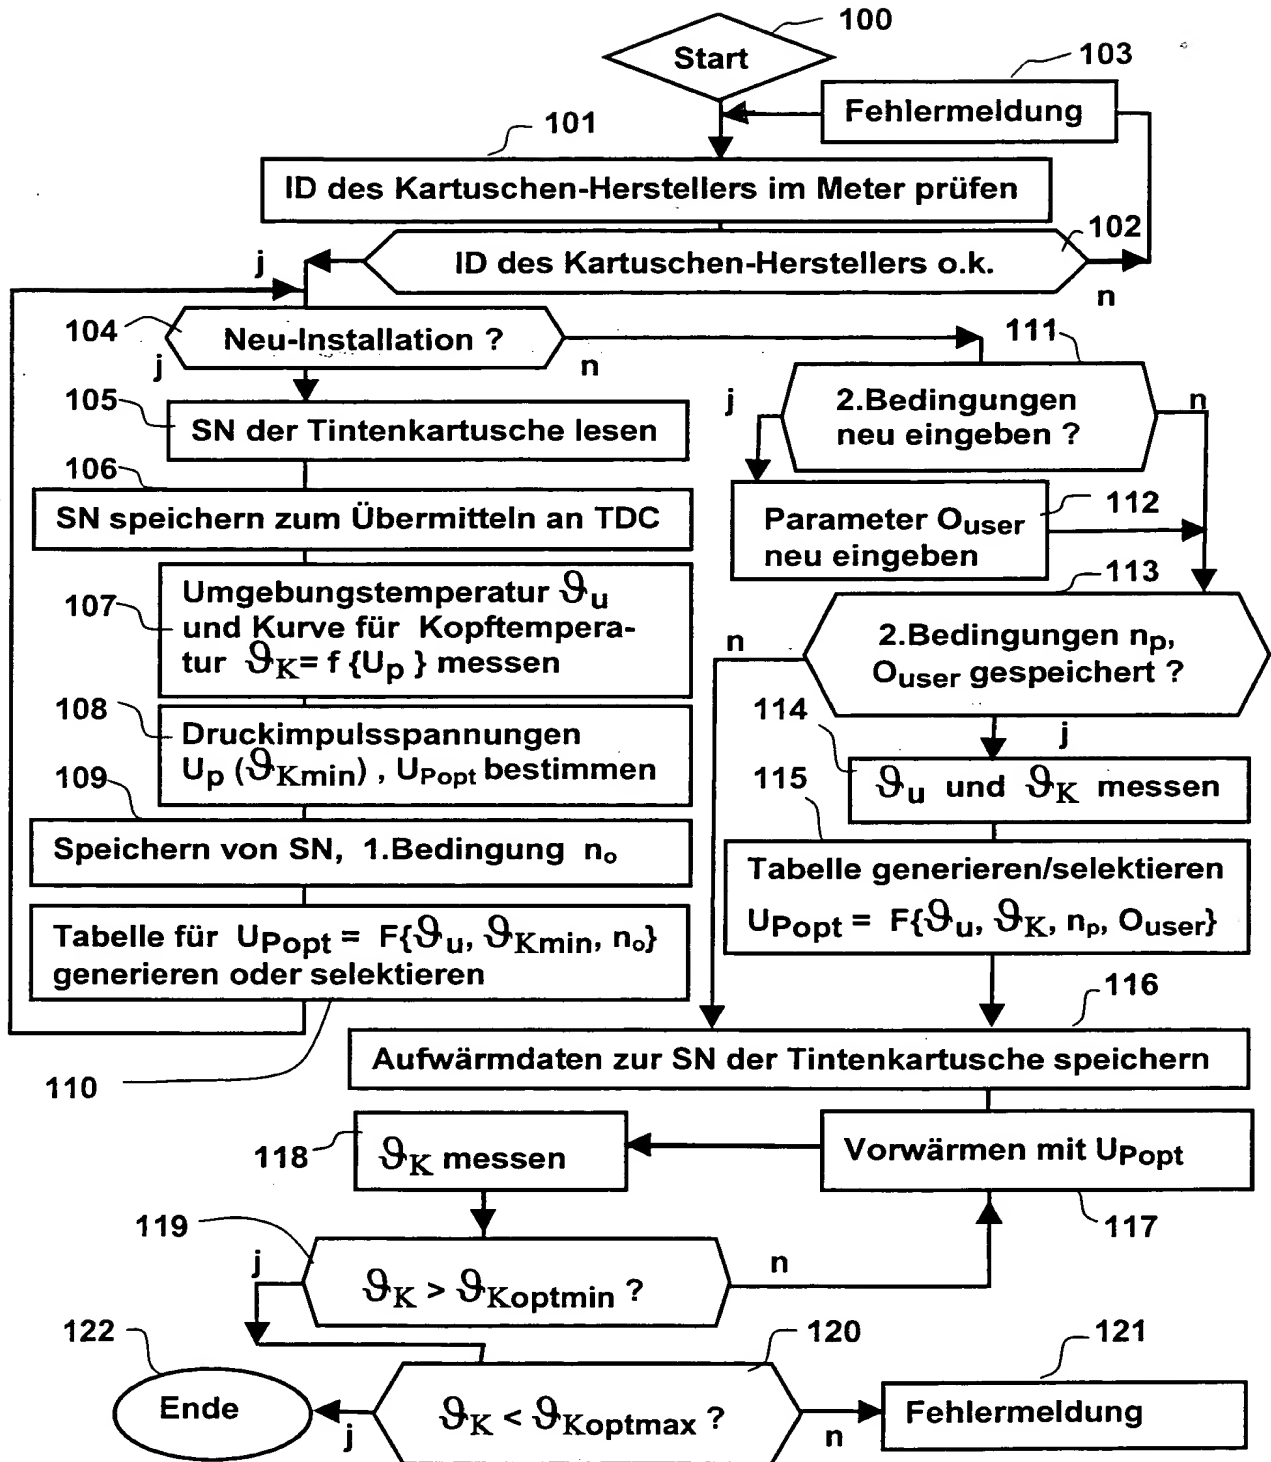 100
Start
103
Fehlermeldung
101
ID des Kartuschen-Herstellers im Meter prüfen
102
ID des Kartuschen-Herstellers o.k.
j
n
104
Neu-Installation ?
j
n
111
2.Bedingungen
neu eingeben ?
j
n
105
SN der Tintenkartusche lesen
106
SN speichern zum Übermitteln an TDC
112
Parameter Ouser
neu eingeben
107
Umgebungstemperatur ϑu
und Kurve für Kopftempera-
tur ϑK = f {Up } messen
113
2.Bedingungen np,
Ouser gespeichert ?
n
j
108
Druckimpulsspannungen
Up (ϑKmin) , UPopt bestimmen
114
ϑu und ϑK messen
109
Speichern von SN, 1.Bedingung no
115
Tabelle generieren/selektieren
UPopt = F{ϑu, ϑK, np, Ouser}
Tabelle für UPopt = F{ϑu, ϑKmin, no}
generieren oder selektieren
110
116
Aufwärmdaten zur SN der Tintenkartusche speichern
118
ϑK messen
Vorwärmen mit UPopt
117
119
j
ϑK > ϑKoptmin ?
n
122
Ende
120
ϑK < ϑKoptmax ?
j
n
121
Fehlermeldung